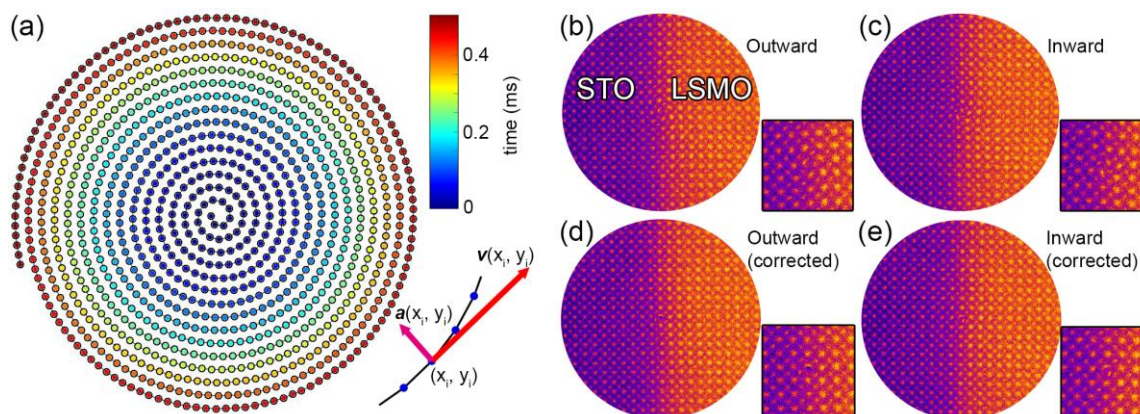 (a)
0.4
0.2
0
time (ms)
v(xᵢ, yᵢ)
a(xᵢ, yᵢ)
(xᵢ, yᵢ)
(b)
Outward
STO
LSMO
(c)
Inward
(d)
Outward
(corrected)
(e)
Inward
(corrected)